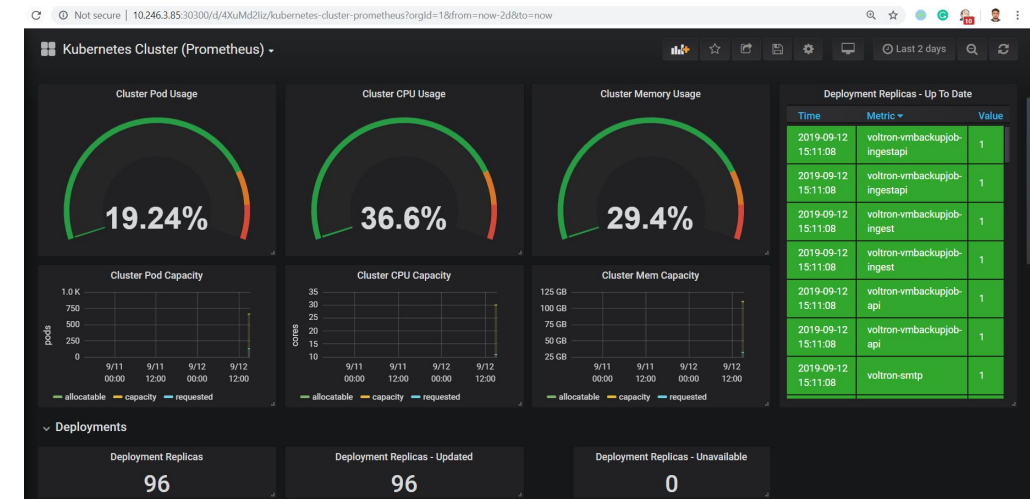 Not secure | 10.246.3.85:30300/d/4XuMd2Iiz/kubernetes-cluster-prometheus?orgId=1&from=now-2d&to=now
10
Kubernetes Cluster (Prometheus)
Last 2 days
Cluster Pod Usage
19.24%
Cluster CPU Usage
36.6%
Cluster Memory Usage
29.4%
Deployment Replicas - Up To Date
Time Metric Value
2019-09-12 voltron-vmbackupjob- 1
15:11:08 ingestapi
2019-09-12 voltron-vmbackupjob- 1
15:11:08 ingestapi
2019-09-12 voltron-vmbackupjob- 1
15:11:08 ingest
2019-09-12 voltron-vmbackupjob- 1
15:11:08 ingest
2019-09-12 voltron-vmbackupjob- 1
15:11:08 api
2019-09-12 voltron-vmbackupjob- 1
15:11:08 api
2019-09-12 voltron-smtp 1
15:11:08
Cluster Pod Capacity
1.0 K
750
500
250
0
pods
9/11 9/11 9/12 9/12
00:00 12:00 00:00 12:00
allocatable capacity requested
Cluster CPU Capacity
35
30
25
20
15
10
cores
9/11 9/11 9/12 9/12
00:00 12:00 00:00 12:00
allocatable capacity requested
Cluster Mem Capacity
125 GB
100 GB
75 GB
50 GB
25 GB
9/11 9/11 9/12 9/12
00:00 12:00 00:00 12:00
allocatable capacity requested
Deployments
Deployment Replicas
96
Deployment Replicas - Updated
96
Deployment Replicas - Unavailable
0